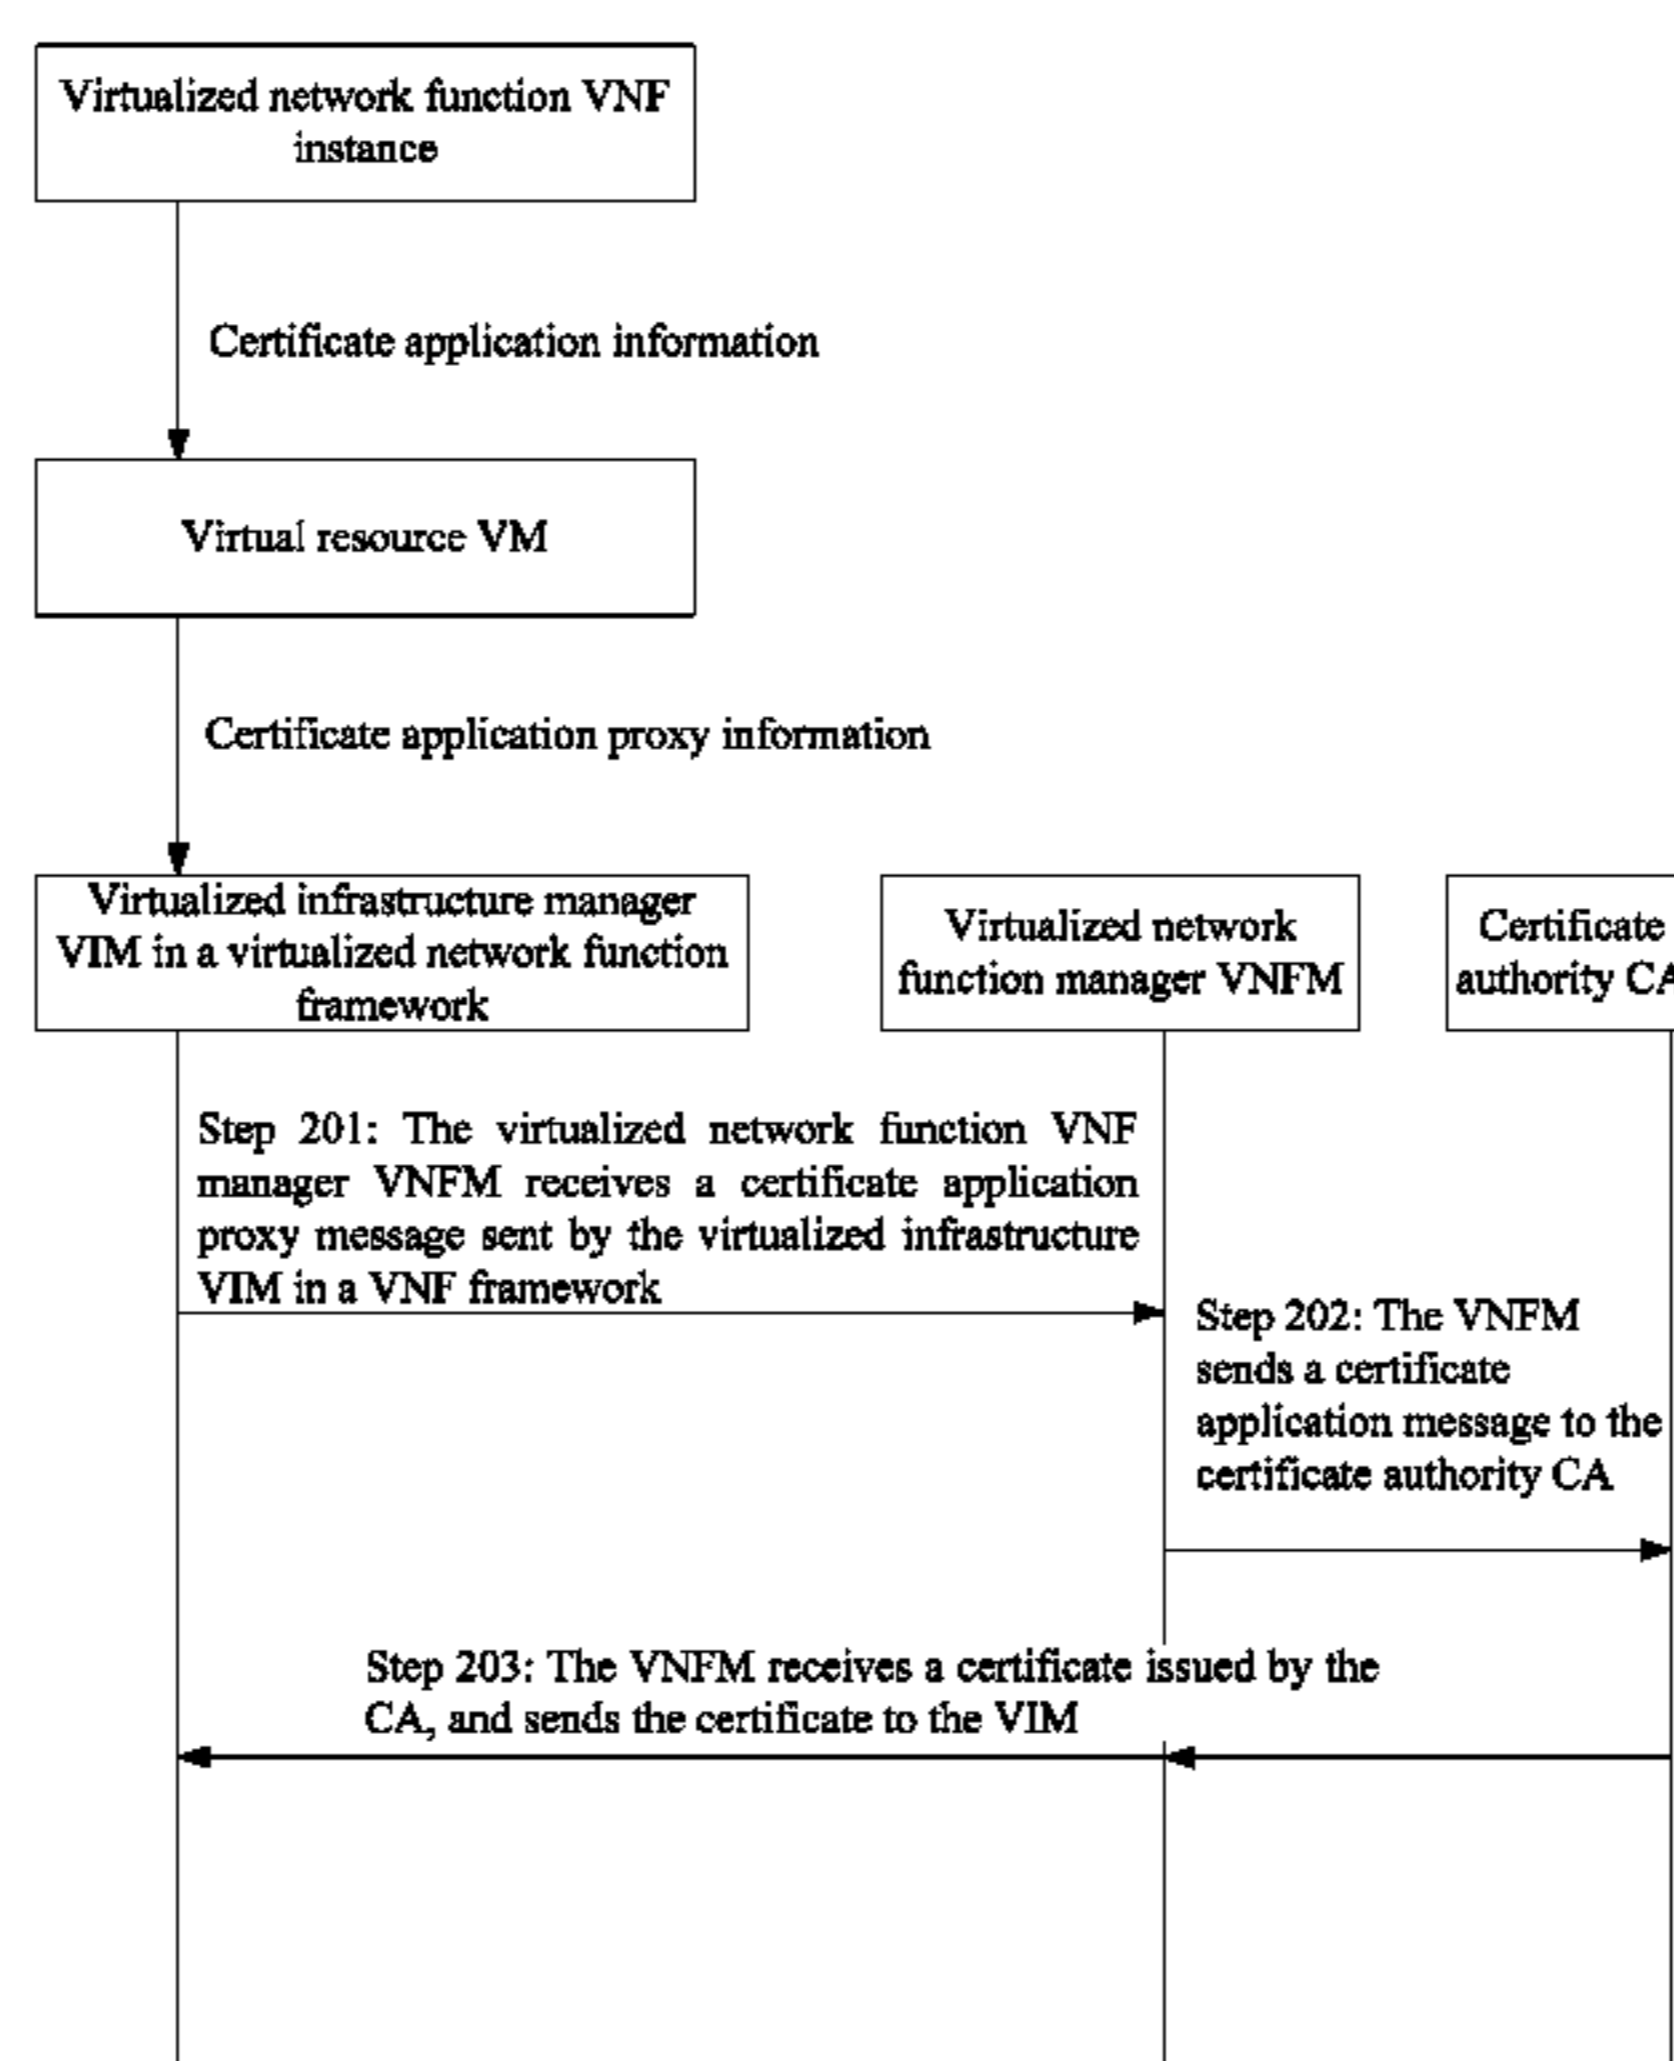 Virtualized network function VNF
instance
Certificate application information
Virtual resource VM
Certificate application proxy information
Virtualized infrastructure manager
VIM in a virtualized network function
framework
Virtualized network
function manager VNFM
Certificate
authority CA
Step 201: The virtualized network function VNF
manager VNFM receives a certificate application
proxy message sent by the virtualized infrastructure
VIM in a VNF framework
Step 202: The VNFM
sends a certificate
application message to the
certificate authority CA
Step 203: The VNFM receives a certificate issued by the
CA, and sends the certificate to the VIM